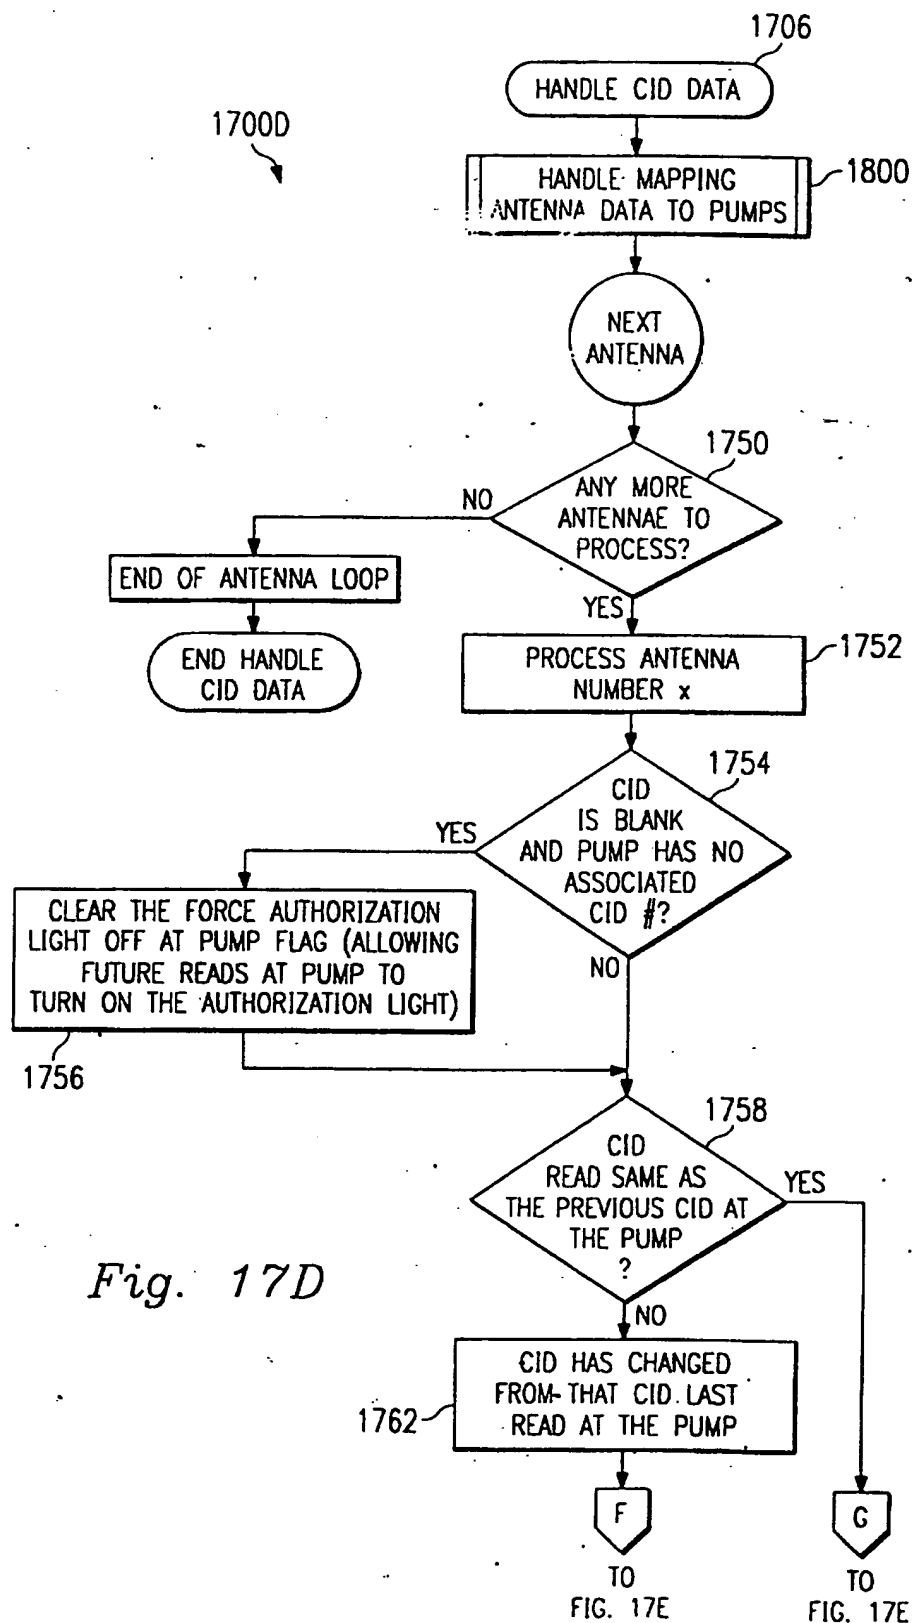 1706
HANDLE CID DATA
1700D
HANDLE MAPPING
ANTENNA DATA TO PUMPS
1800
NEXT
ANTENNA
1750
ANY MORE
ANTENNAE TO
PROCESS?
NO
END OF ANTENNA LOOP
YES
END HANDLE
CID DATA
PROCESS ANTENNA
NUMBER x
1752
1754
CID
IS BLANK
AND PUMP HAS NO
ASSOCIATED
CID #?
YES
NO
CLEAR THE FORCE AUTHORIZATION
LIGHT OFF AT PUMP FLAG (ALLOWING
FUTURE READS AT PUMP TO
TURN ON THE AUTHORIZATION LIGHT)
1756
1758
CID
READ SAME AS
THE PREVIOUS CID AT
THE PUMP
?
YES
Fig. 17D
NO
CID HAS CHANGED
FROM THAT CID LAST
READ AT THE PUMP
1762
F
G
TO
FIG. 17E
TO
FIG. 17E